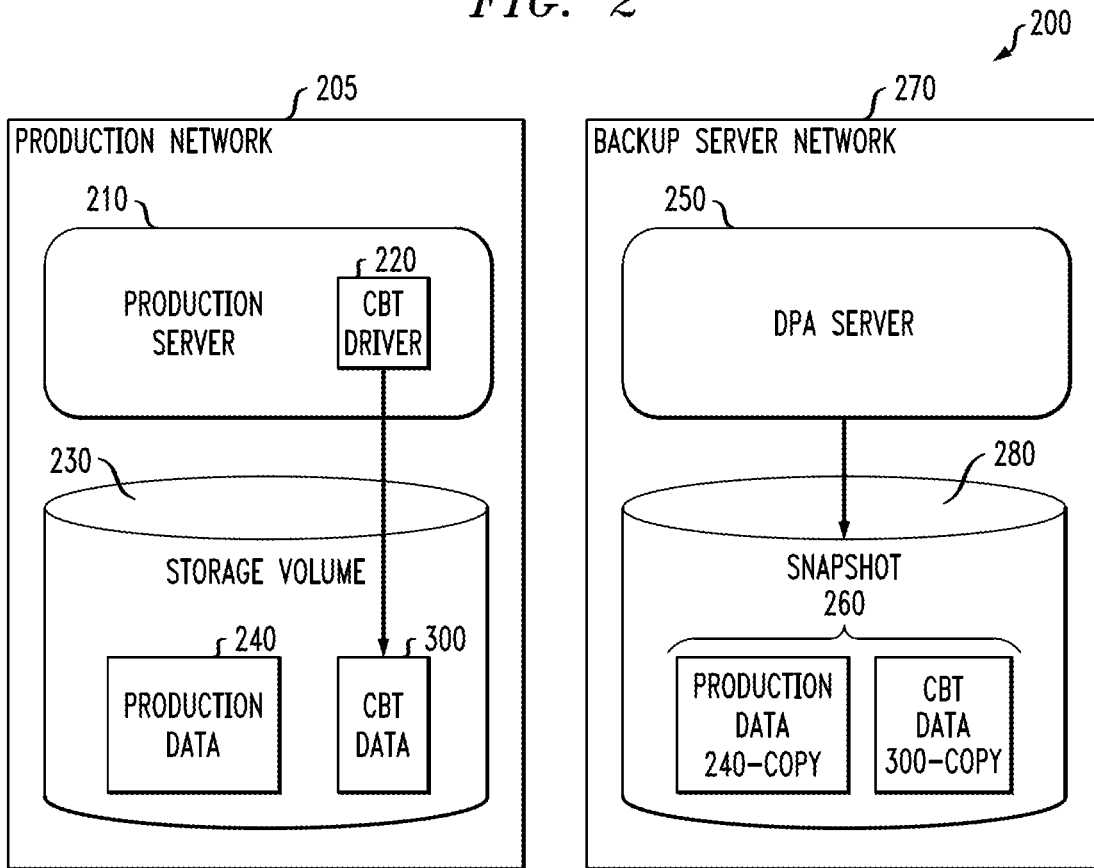 FIG. 2
200
205
270
PRODUCTION NETWORK
BACKUP SERVER NETWORK
210
250
220
PRODUCTION
SERVER
CBT
DRIVER
DPA SERVER
230
280
STORAGE VOLUME
SNAPSHOT
260
240
300
PRODUCTION
DATA
CBT
DATA
PRODUCTION
DATA
240-COPY
CBT
DATA
300-COPY